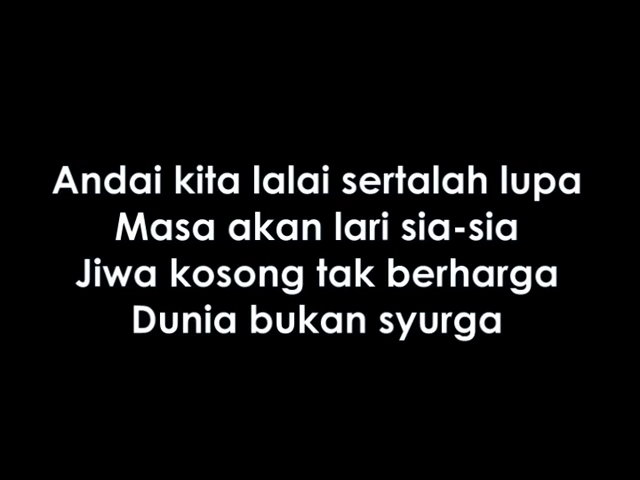 Andai kita lalai sertalah lupa
Masa akan lari sia-sia
Jiwa kosong tak berharga
Dunia bukan syurga